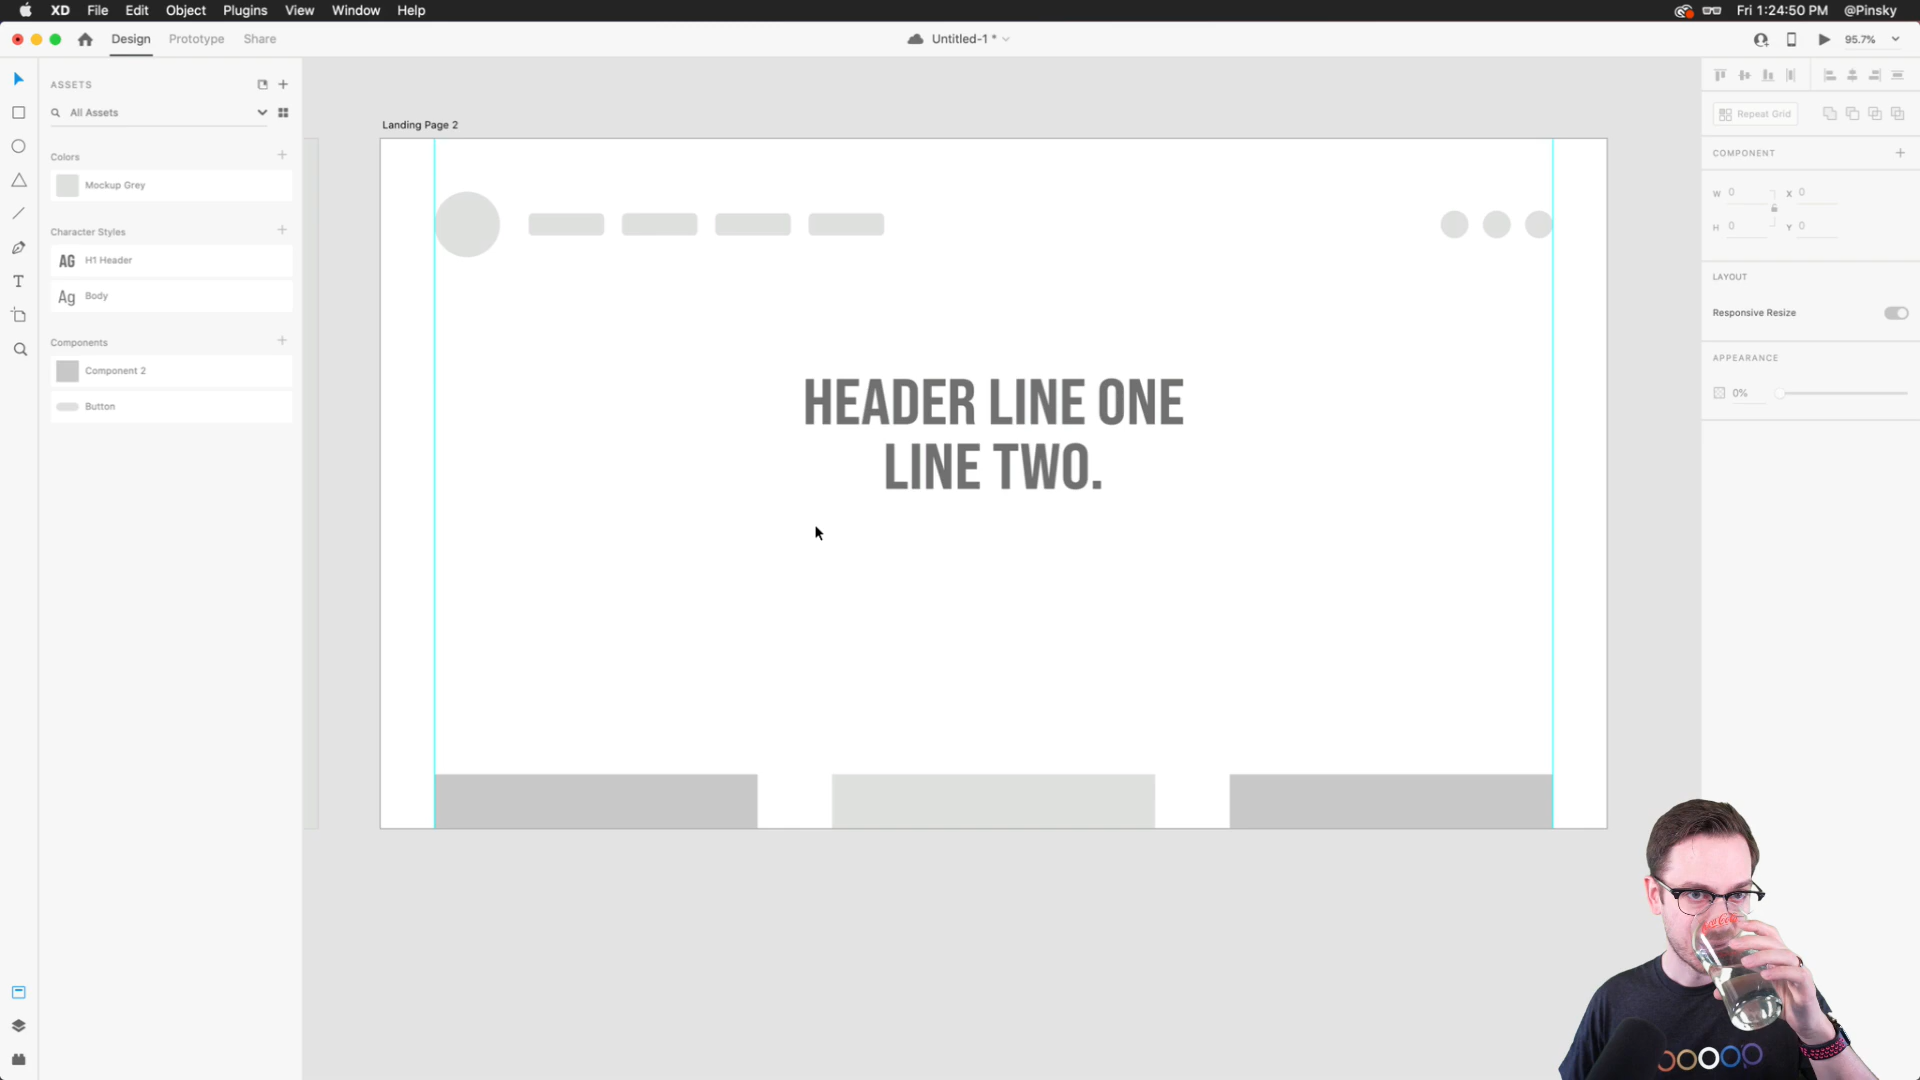 XD File Edit Object Plugins View Window Help
Fri 1:24:50 PM @Pinsky
Design Prototype Share
Untitled-1 *
95.7%
ASSETS
All Assets
Repeat Grid
Landing Page 2
Colors
COMPONENT
Mockup Grey
W 0 X 0
H 0 Y 0
Character Styles
AG H1 Header
Ag Body
LAYOUT
Responsive Resize
Components
APPEARANCE
Component 2
0%
Button
HEADER LINE ONE
LINE TWO.
T